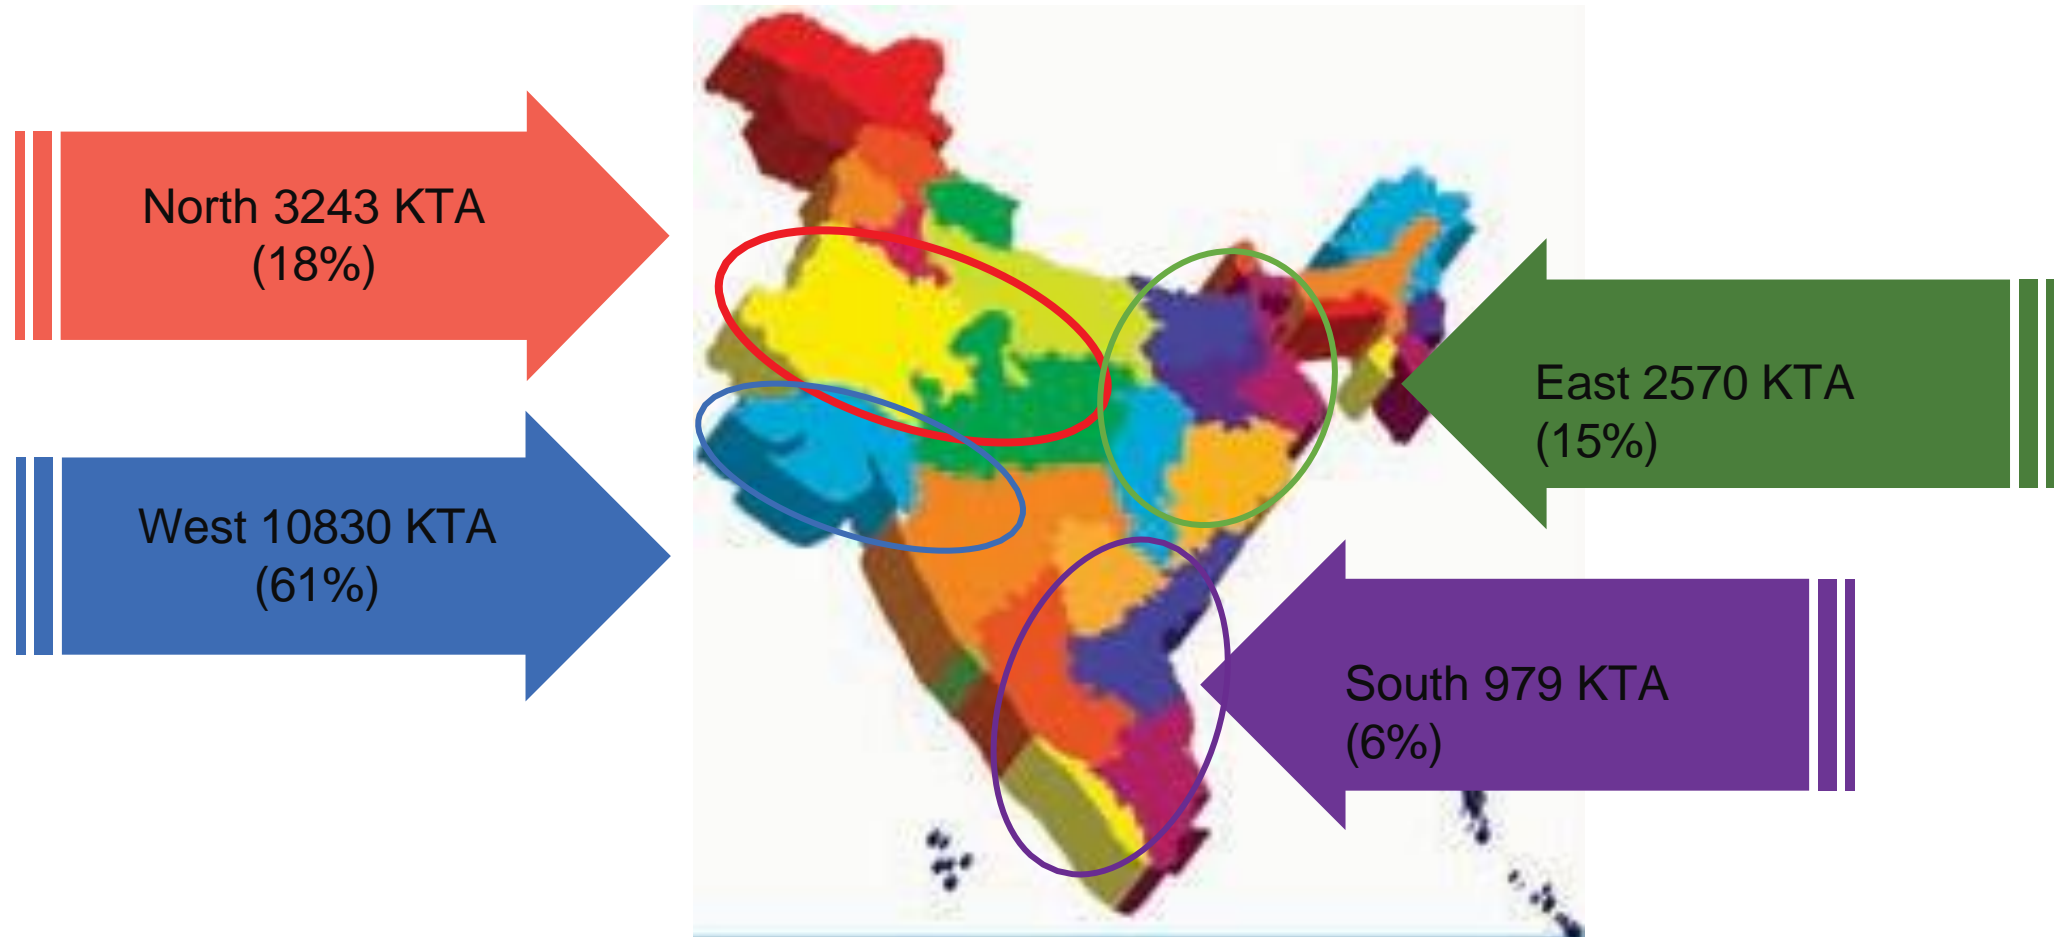 North 3243 KTA
(18%)
West 10830 KTA
(61%)
East 2570 KTA
(15%)
South 979 KTA
(6%)